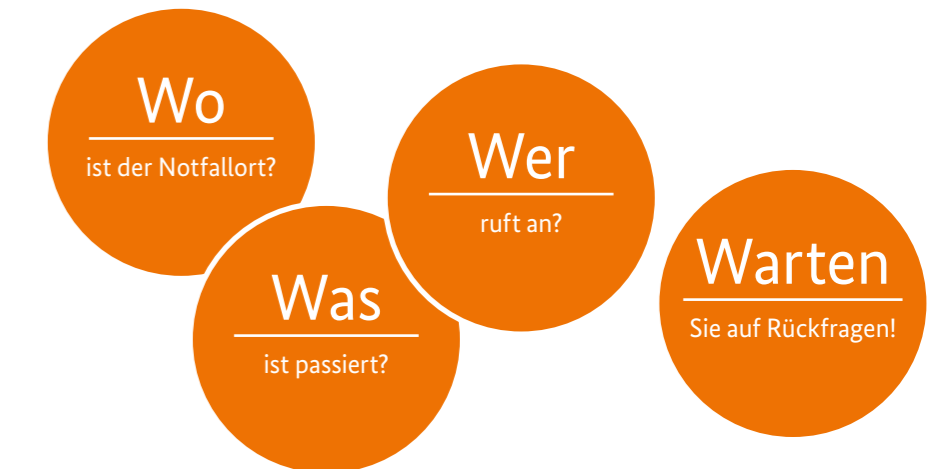 Wo
ist der Notfallort?
Was
ist passiert?
Wer
ruft an?
Warten
Sie auf Rückfragen!